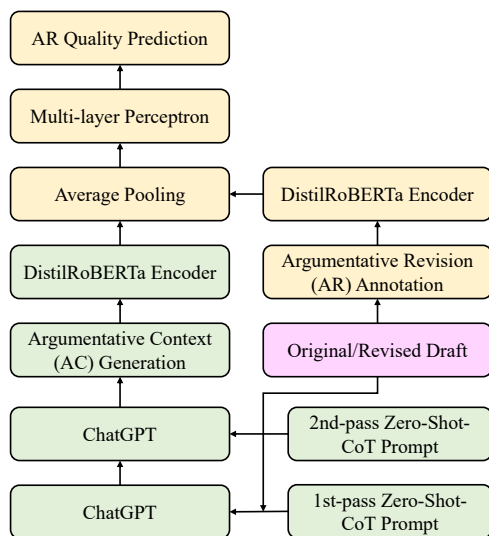 AR Quality Prediction
Multi-layer Perceptron
Average Pooling
DistilRoBERTa Encoder
DistilRoBERTa Encoder
Argumentative Revision
(AR) Annotation
Argumentative Context
(AC) Generation
Original/Revised Draft
ChatGPT
2nd-pass Zero-Shot-
CoT Prompt
ChatGPT
1st-pass Zero-Shot-
CoT Prompt